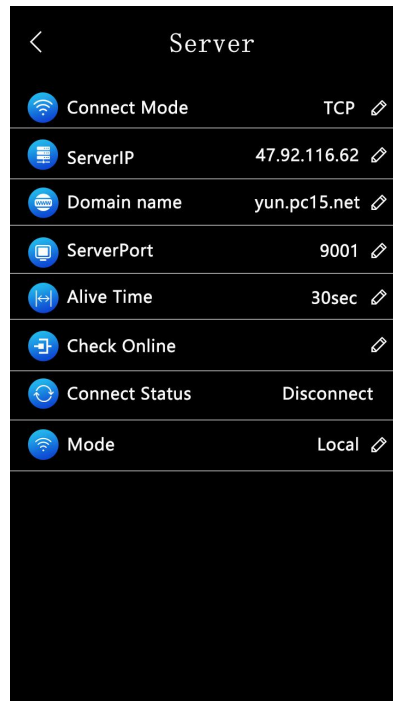 Server
Connect Mode TCP
ServerIP 47.92.116.62
Domain name yun.pc15.net
ServerPort 9001
Alive Time 30sec
Check Online
Connect Status Disconnect
Mode Local